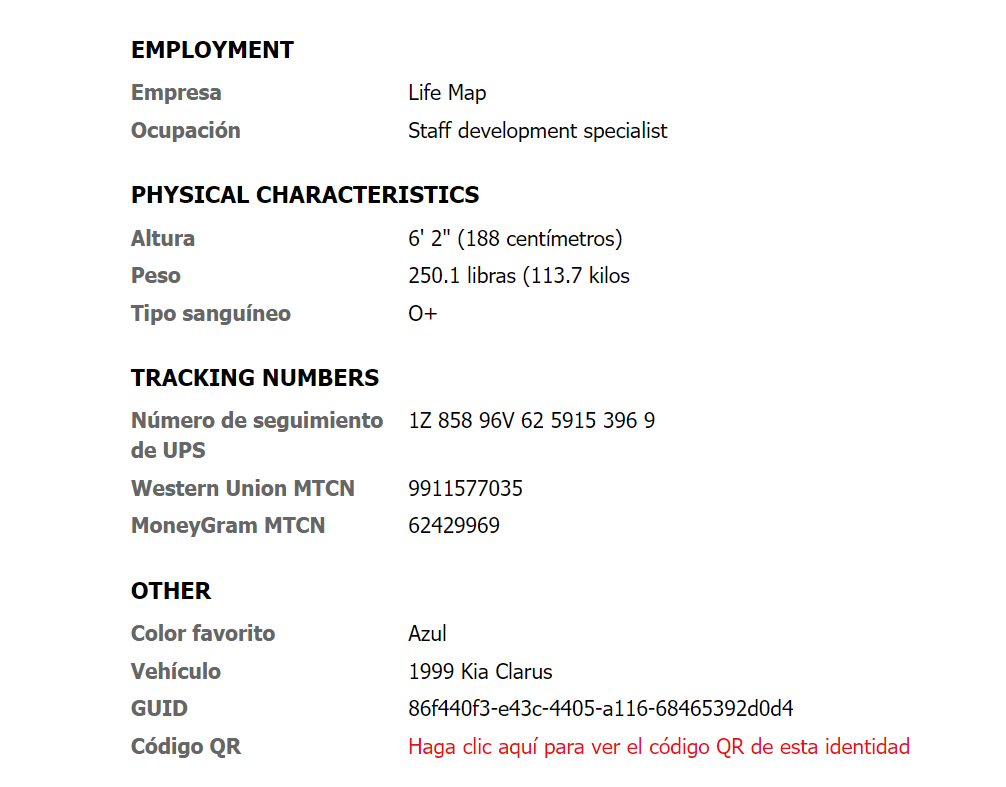 EMPLOYMENT
Empresa Life Map
Ocupación Staff development specialist
PHYSICAL CHARACTERISTICS
Altura 6' 2" (188 centímetros)
Peso 250.1 libras (113.7 kilos
Tipo sanguíneo O+
TRACKING NUMBERS
Número de seguimiento 1Z 858 96V 62 5915 396 9
de UPS
Western Union MTCN 9911577035
MoneyGram MTCN 62429969
OTHER
Color favorito Azul
Vehículo 1999 Kia Clarus
GUID 86f440f3-e43c-4405-a116-68465392d0d4
Código QR Haga clic aquí para ver el código QR de esta identidad